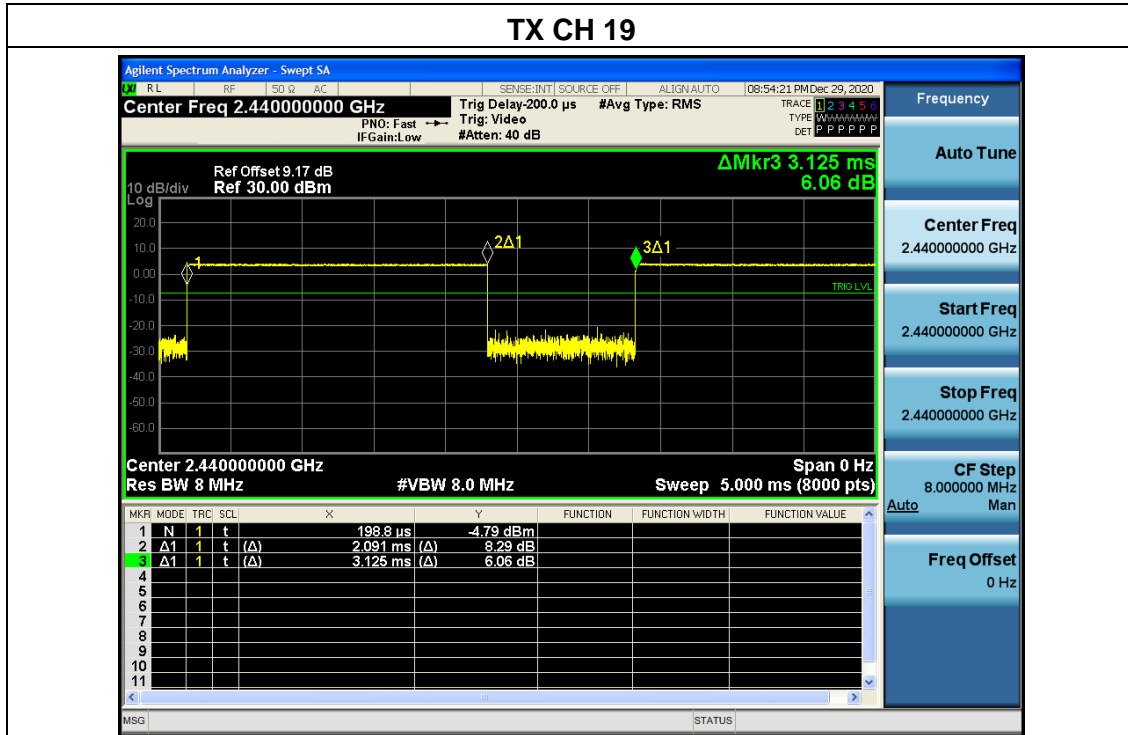 TX CH 19
Agilent Spectrum Analyzer - Swept SA
LXI RL RF 50 Ω AC SENSE:INT SOURCE OFF ALIGN AUTO 08:54:21 PM Dec 29, 2020
Center Freq 2.440000000 GHz
PNO: Fast
IFGain:Low
Trig Delay-200.0 µs #Avg Type: RMS
Trig: Video
#Atten: 40 dB
TRACE 1 2 3 4 5 6
TYPE
DET P P P P P P
ΔMkr3 3.125 ms
6.06 dB
Ref Offset 9.17 dB
10 dB/div Ref 30.00 dBm
Log
20.0
10.0
0.00
-10.0
-20.0
-30.0
-40.0
-50.0
-60.0
1
2Δ1
3Δ1
TRIG LVL
Center 2.440000000 GHz Span 0 Hz
Res BW 8 MHz #VBW 8.0 MHz Sweep 5.000 ms (8000 pts)
MKR MODE TRC SCL X Y FUNCTION FUNCTION WIDTH FUNCTION VALUE
1 N 1 t 198.8 µs -4.79 dBm
2 Δ1 1 t (Δ) 2.091 ms (Δ) 8.29 dB
3 Δ1 1 t (Δ) 3.125 ms (Δ) 6.06 dB
4
5
6
7
8
9
10
11
MSG STATUS
Frequency
Auto Tune
Center Freq
2.440000000 GHz
Start Freq
2.440000000 GHz
Stop Freq
2.440000000 GHz
CF Step
8.000000 MHz
Auto Man
Freq Offset
0 Hz